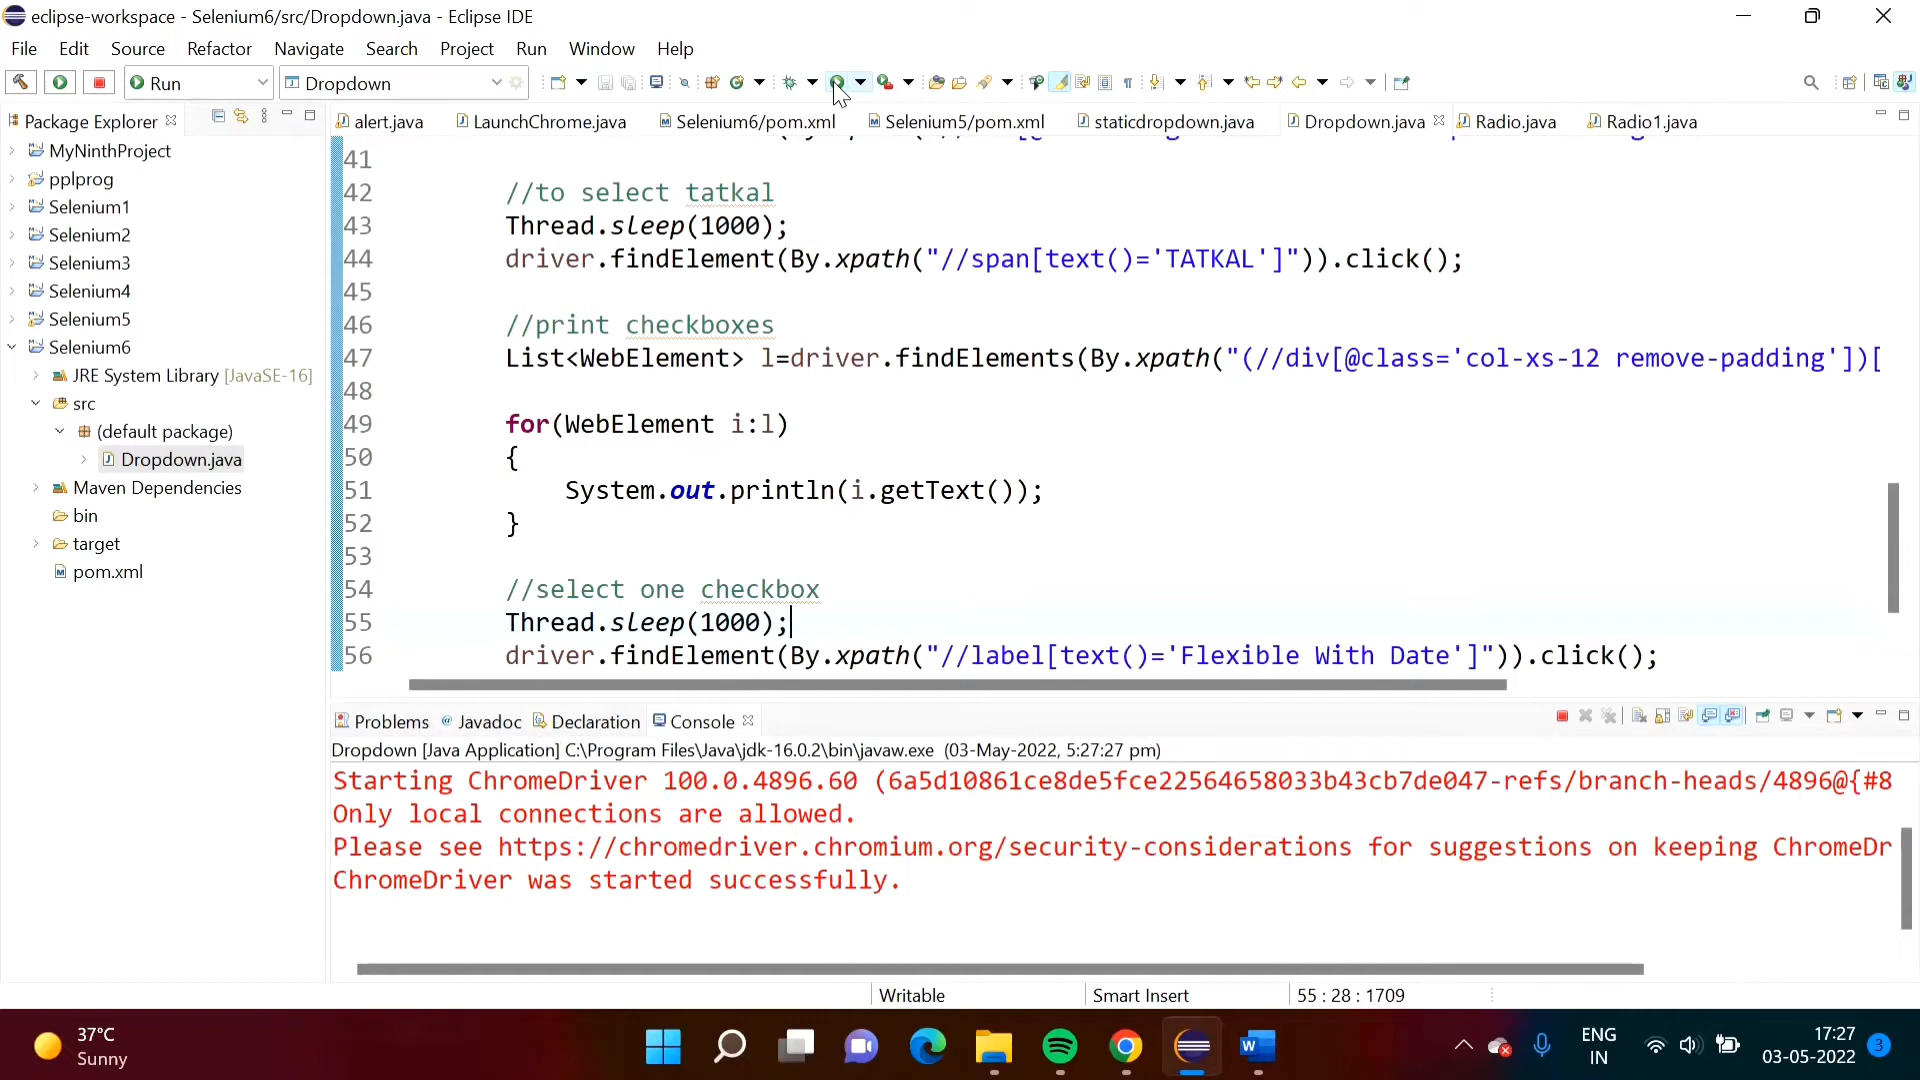 eclipse-workspace - Selenium6/src/Dropdown.java - Eclipse IDE
File Edit Source Refactor Navigate Search Project Run Window Help
Run Dropdown
Package Explorer
alert.java LaunchChrome.java Selenium6/pom.xml Selenium5/pom.xml staticdropdown.java Dropdown.java Radio.java Radio1.java
MyNinthProject
pplprog
Selenium1
Selenium2
Selenium3
Selenium4
Selenium5
Selenium6
JRE System Library [JavaSE-16]
src
(default package)
Dropdown.java
Maven Dependencies
bin
target
pom.xml
41
42 //to select tatkal
43 Thread.sleep(1000);
44 driver.findElement(By.xpath("//span[text()='TATKAL']")).click();
45
46 //print checkboxes
47 List<WebElement> l=driver.findElements(By.xpath("(//div[@class='col-xs-12 remove-padding'])[
48
49 for(WebElement i:l)
50 {
51 System.out.println(i.getText());
52 }
53
54 //select one checkbox
55 Thread.sleep(1000);
56 driver.findElement(By.xpath("//label[text()='Flexible With Date']")).click();
Problems Javadoc Declaration Console
Dropdown [Java Application] C:\Program Files\Java\jdk-16.0.2\bin\javaw.exe (03-May-2022, 5:27:27 pm)
Starting ChromeDriver 100.0.4896.60 (6a5d10861ce8de5fce22564658033b43cb7de047-refs/branch-heads/4896@{#8
Only local connections are allowed.
Please see https://chromedriver.chromium.org/security-considerations for suggestions on keeping ChromeDr
ChromeDriver was started successfully.
Writable Smart Insert 55 : 28 : 1709
37°C
Sunny
ENG
IN
17:27
03-05-2022
3